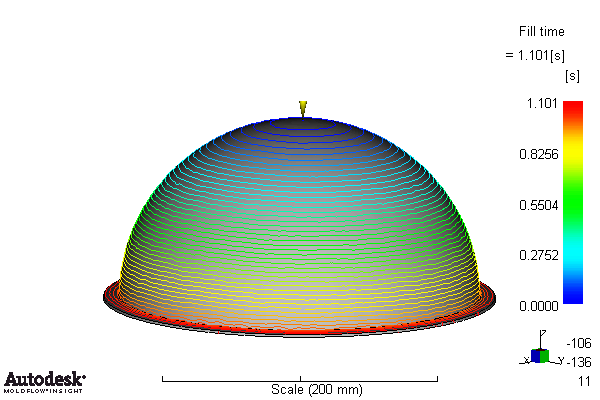 Fill time
= 1.101[s]
[s]
1.101
0.8256
0.5504
0.2752
0.0000
Z
X Y
-106
-136
11
Autodesk®
MOLDFLOW® INSIGHT
Scale (200 mm)